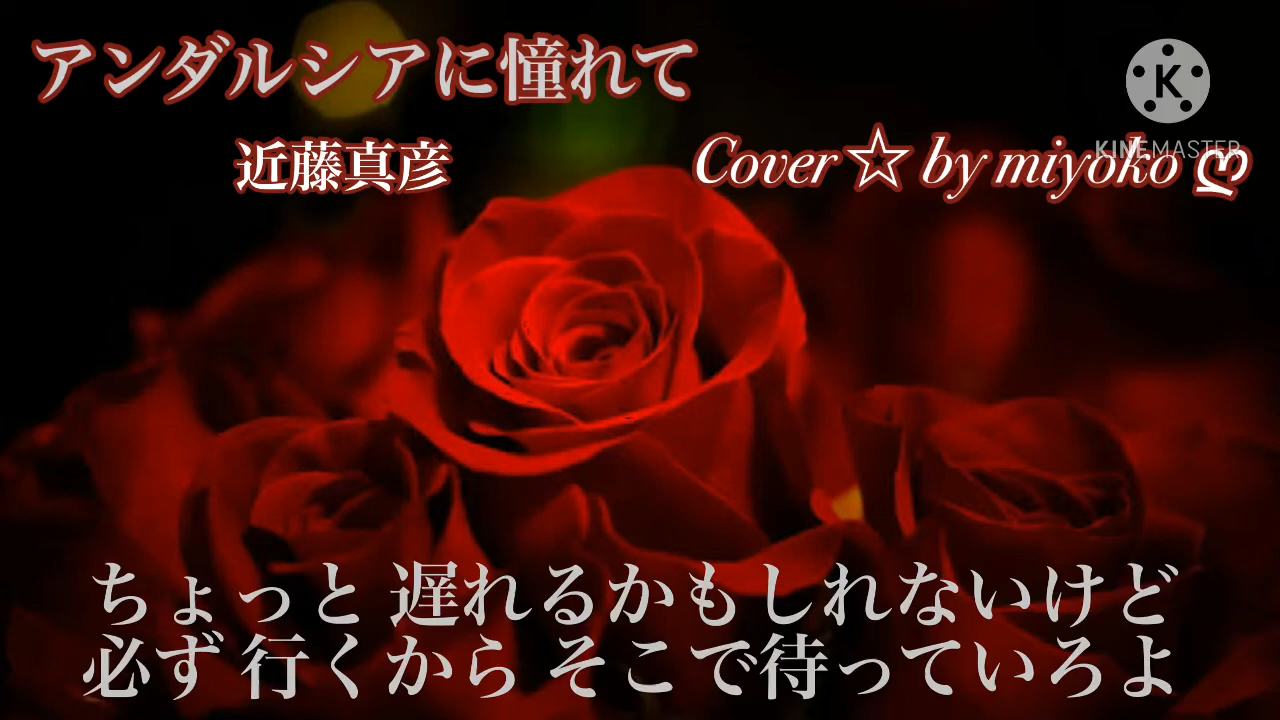 アンダルシアに憧れて
近藤真彦 Cover☆by miyoko ღ
K
KINEMASTER
ちょっと 遅れるかもしれないけど
必ず 行くから そこで待っていろよ